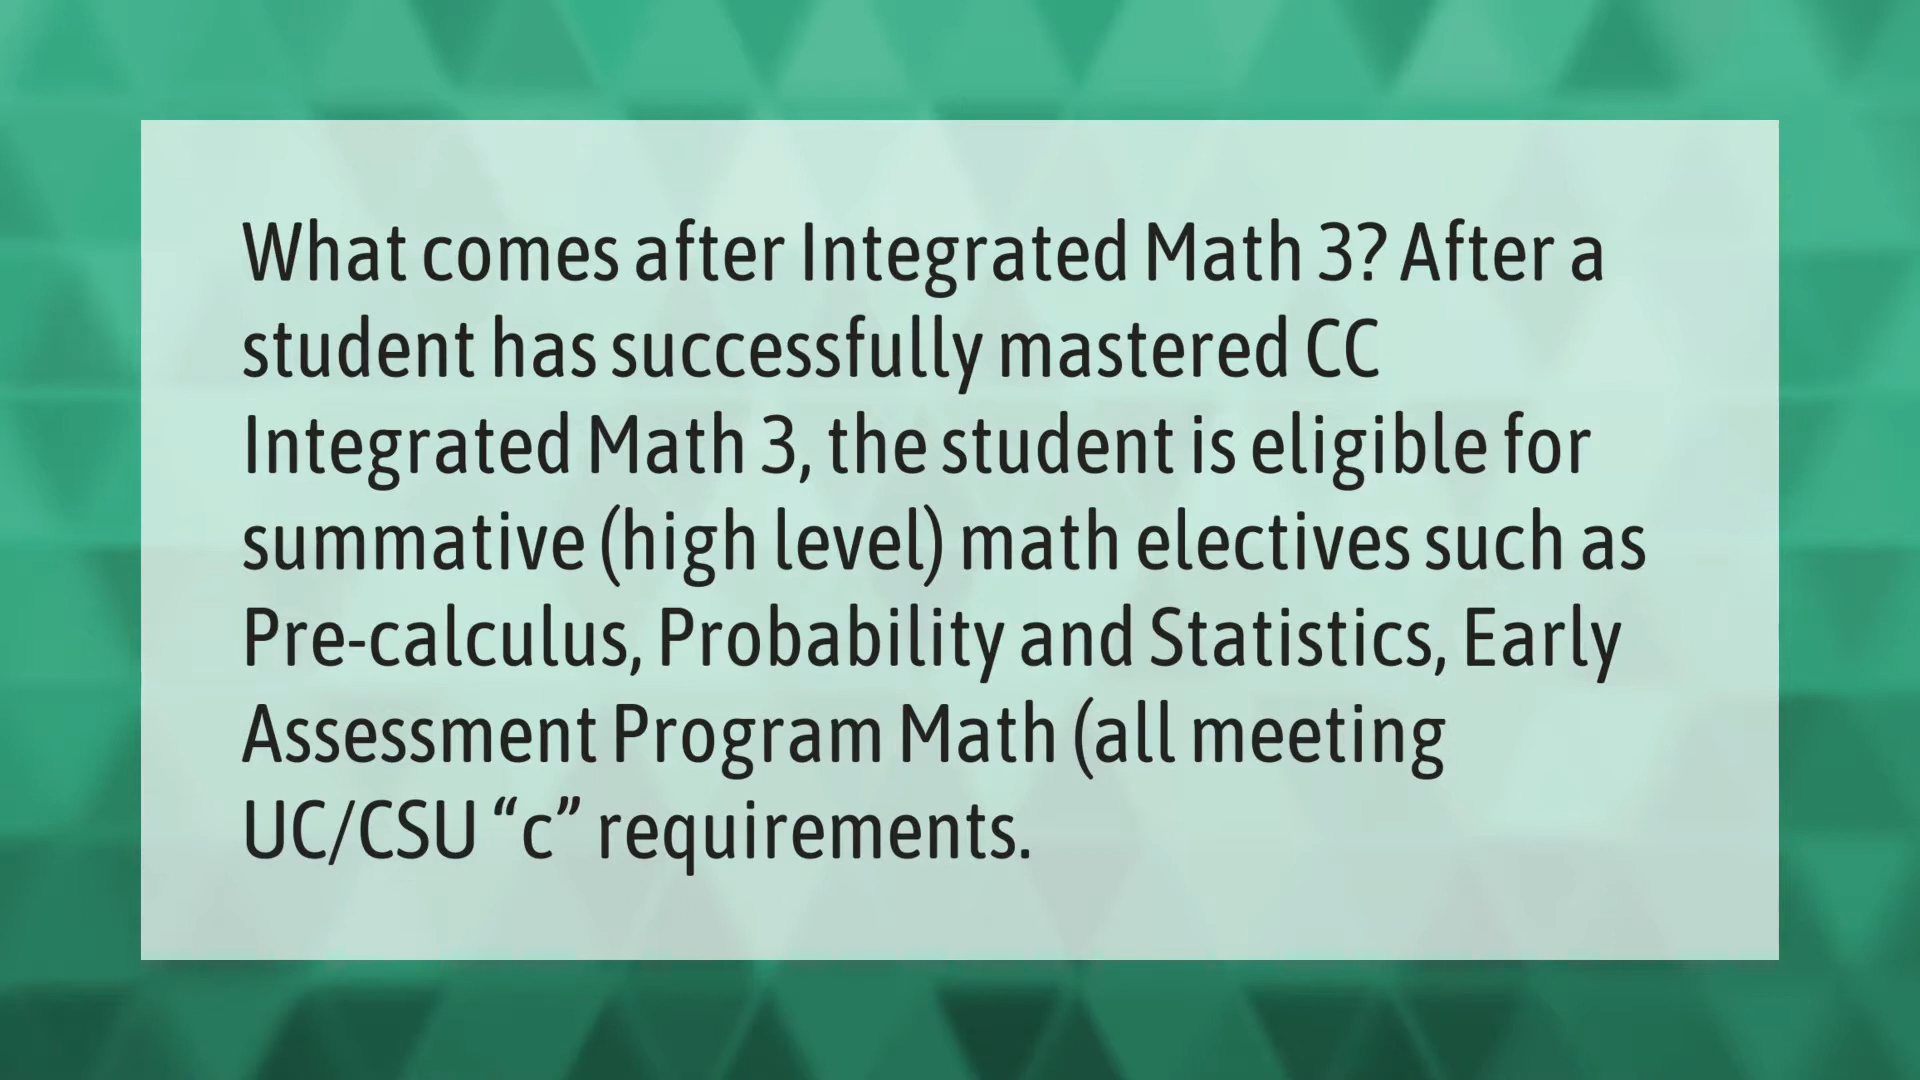 What comes after Integrated Math 3? After a
student has successfully mastered CC
Integrated Math 3, the student is eligible for
summative (high level) math electives such as
Pre-calculus, Probability and Statistics, Early
Assessment Program Math (all meeting
UC/CSU “c” requirements.